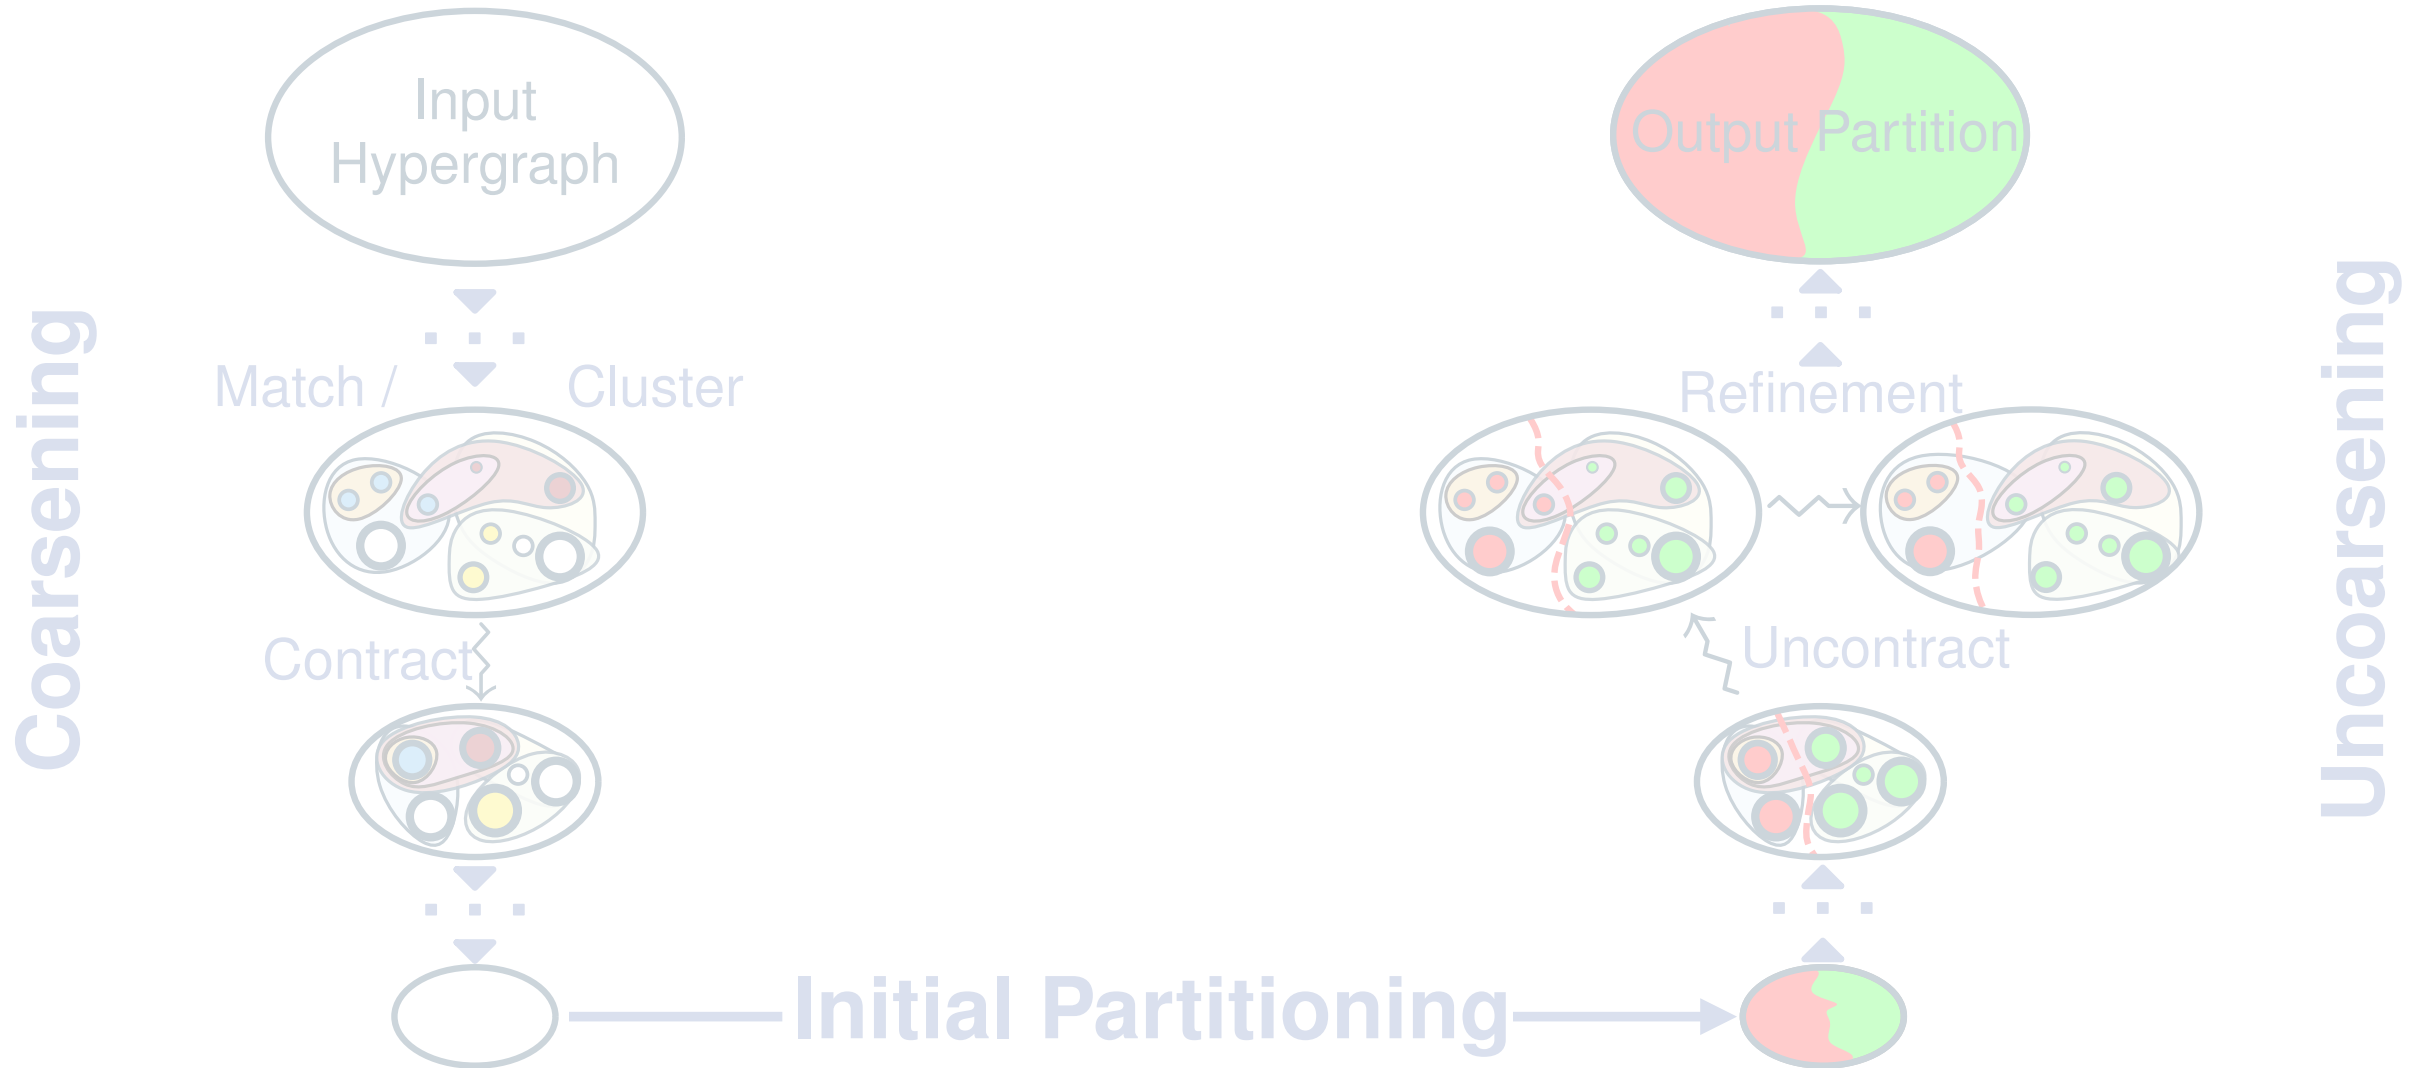 Input
Hypergraph
Output Partition
Coarsening
Match / Cluster
Refinement
Uncoarsening
Contract
Uncontract
Initial Partitioning